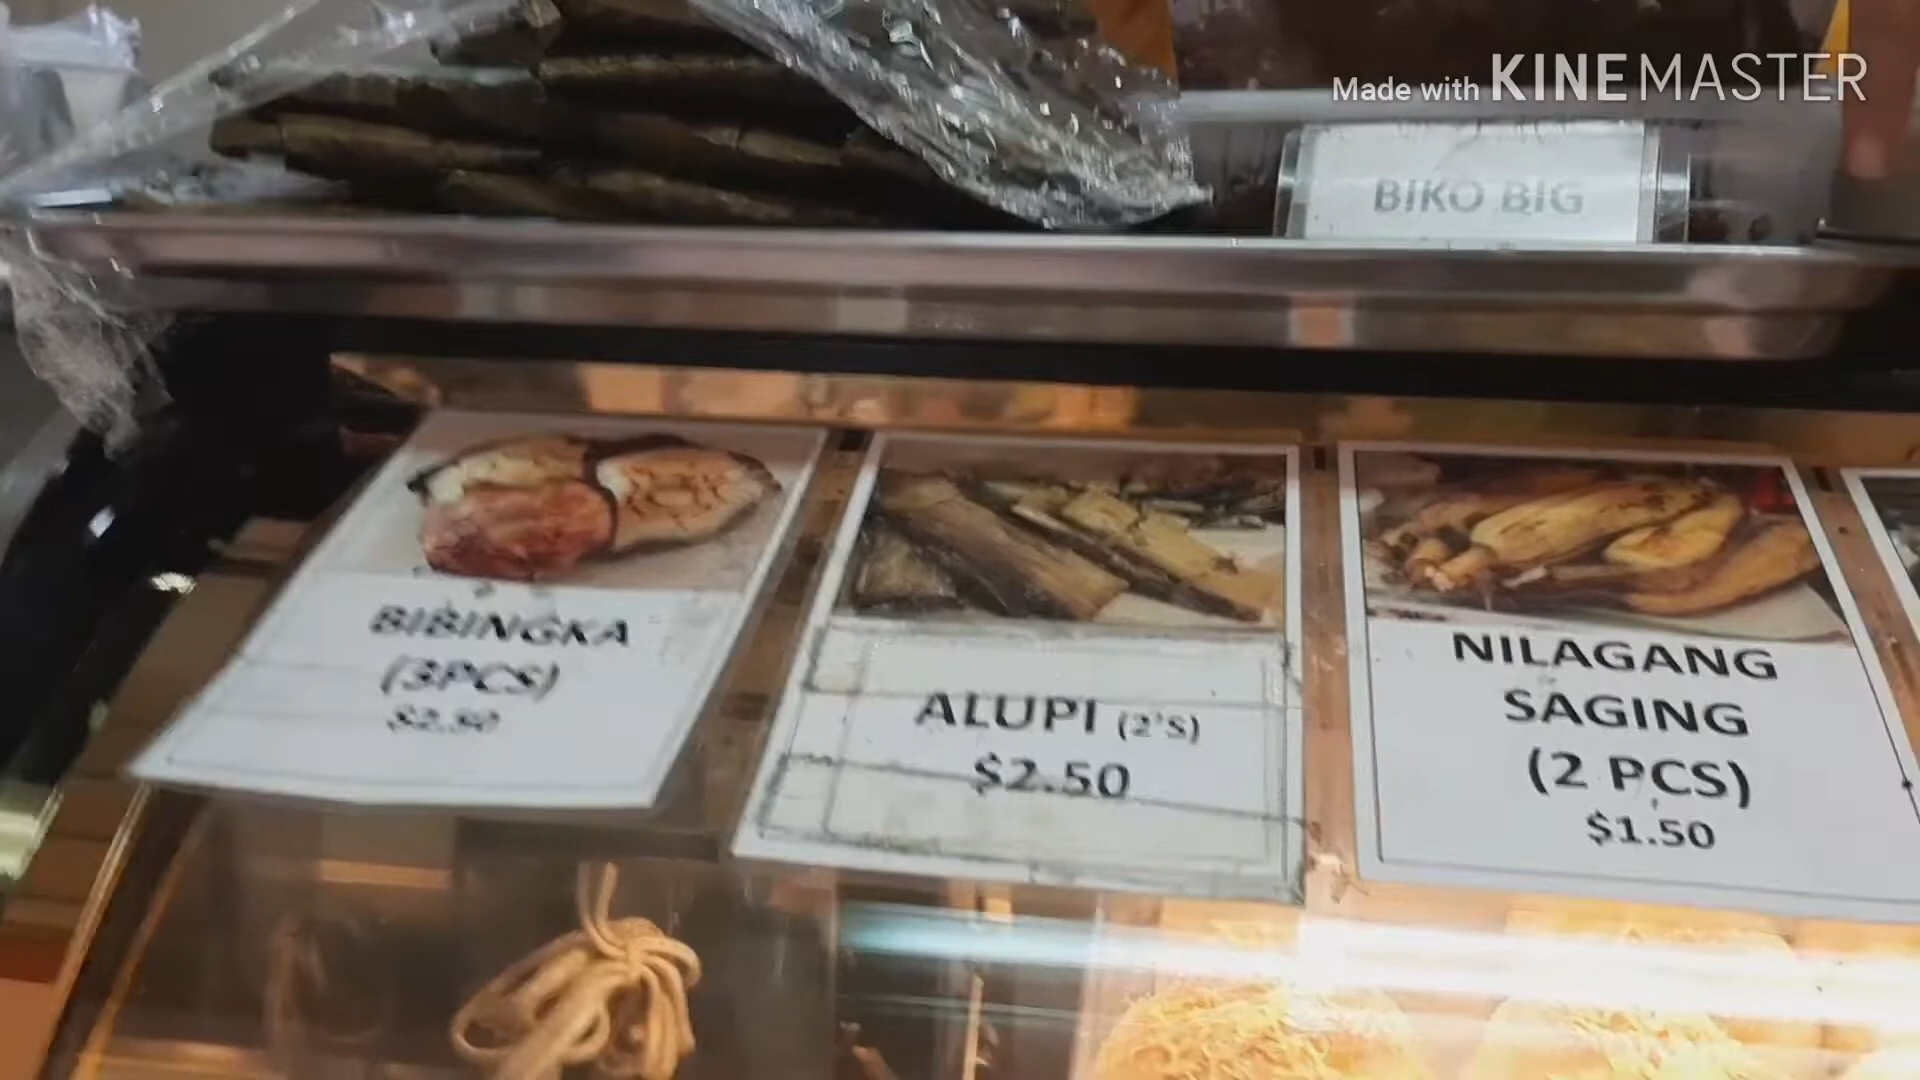 Made with KINEMASTER
BIKO BIG
BIBINGKA
(3PCS)
$2.50
ALUPI (2'S)
$2.50
NILAGANG
SAGING
(2 PCS)
$1.50